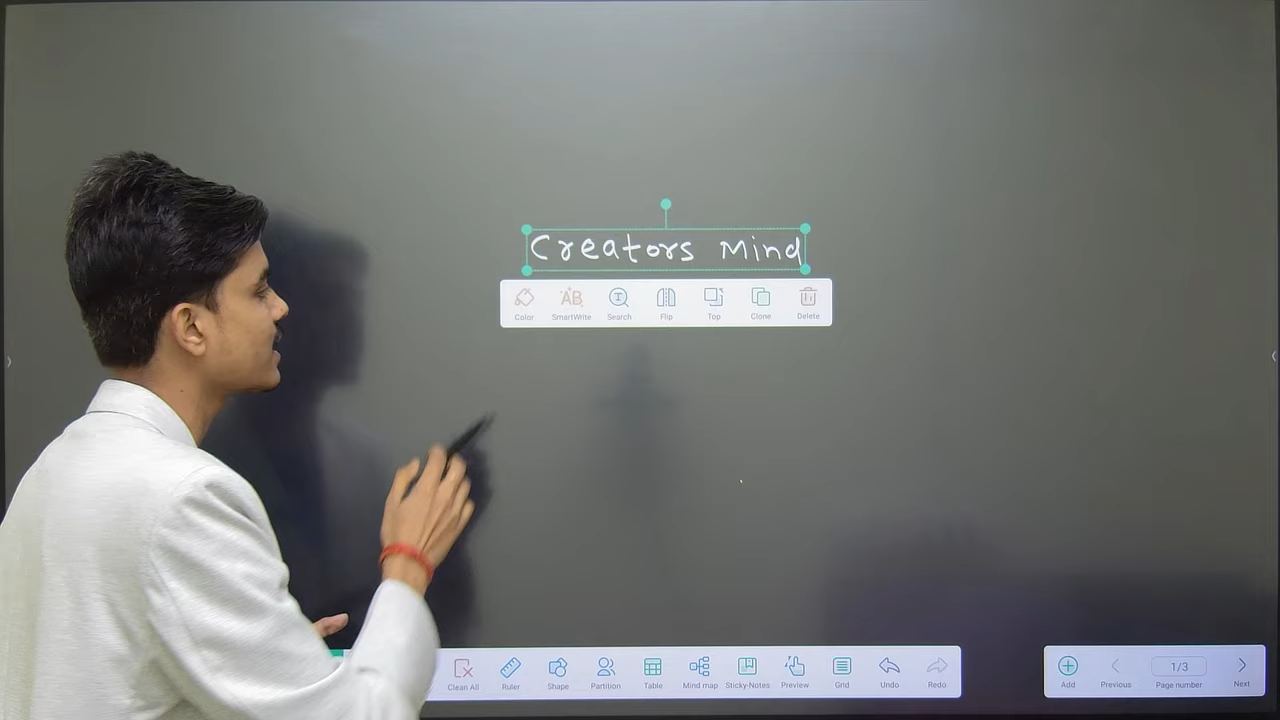 Creators Mind
Color SmartWrite Search Flip Top Clone Delete
Clean All Ruler Shape Partition Table Mind map Sticky-Notes Preview Grid Undo Redo
Add Previous 1/3 Page number Next